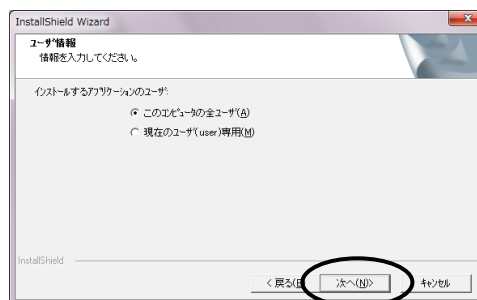 InstallShield Wizard
ユーザ情報
情報を入力してください。
インストールするアプリケーションのユーザ:
このコンピュータの全ユーザ(A)
現在のユーザ(user)専用(M)
InstallShield
< 戻る(B
次へ(N)>
キャンセル